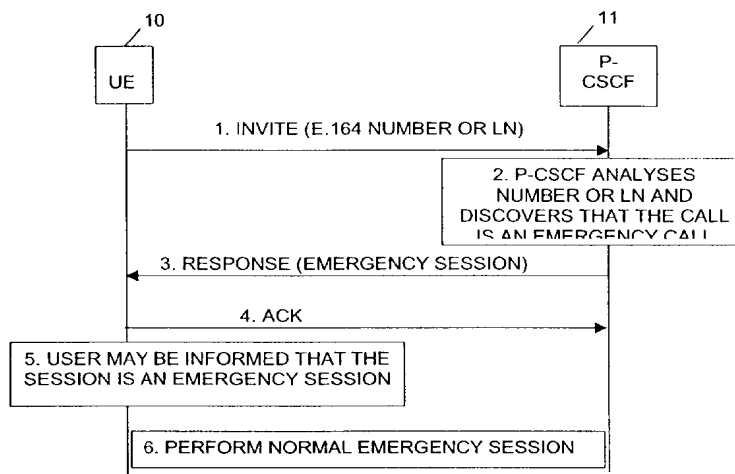 10
11
UE
P-
CSCF
1. INVITE (E.164 NUMBER OR LN)
2. P-CSCF ANALYSES
NUMBER OR LN AND
DISCOVERS THAT THE CALL
IS AN EMERGENCY CALL
3. RESPONSE (EMERGENCY SESSION)
4. ACK
5. USER MAY BE INFORMED THAT THE
SESSION IS AN EMERGENCY SESSION
6. PERFORM NORMAL EMERGENCY SESSION